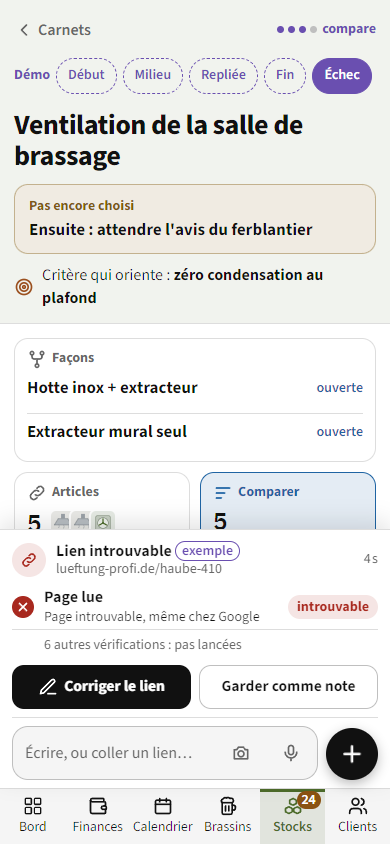 Carnets
compare
Démo Début Milieu Repliée Fin Échec
Ventilation de la salle de
brassage
Pas encore choisi
Ensuite : attendre l'avis du ferblantier
Critère qui oriente : zéro condensation au
plafond
Façons
Hotte inox + extracteur ouverte
Extracteur mural seul ouverte
Articles Comparer
5 5
Lien introuvable exemple 4 s
lueftung-profi.de/haube-410
Page lue
Page introuvable, même chez Google introuvable
6 autres vérifications : pas lancées
Corriger le lien Garder comme note
Écrire, ou coller un lien…
24
Bord Finances Calendrier Brassins Stocks Clients